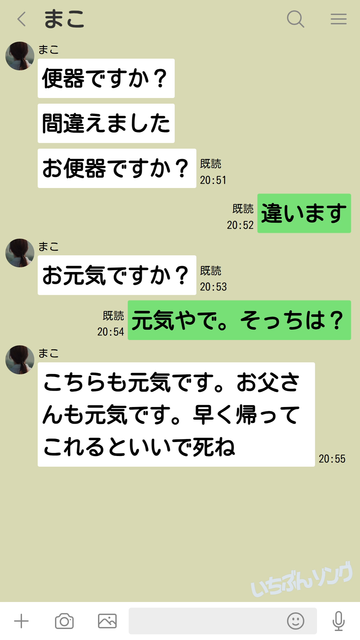 まこ
まこ
便器ですか？
間違えました
お便器ですか？
既読
20:51
既読
20:52
違います
まこ
お元気ですか？
既読
20:53
既読
20:54
元気やで。そっちは？
まこ
こちらも元気です。お父さ
んも元気です。早く帰って
これるといいで死ね
20:55
いちぶんソング